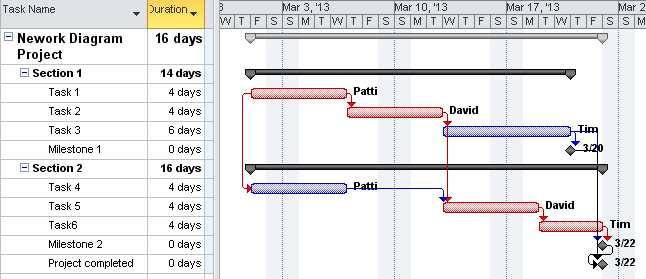 Task Name Duration 3 Mar 3, '13 Mar 10, '13 Mar 17, '13 Mar 2
W T F S S M T W T F S S M T W T F S S M T W T F S S M
Nework Diagram Project 16 days
Section 1 14 days
Task 1 4 days Patti
Task 2 4 days David
Task 3 6 days Tim
Milestone 1 0 days 3/20
Section 2 16 days
Task 4 4 days Patti
Task 5 4 days David
Task6 4 days Tim
Milestone 2 0 days 3/22
Project completed 0 days 3/22